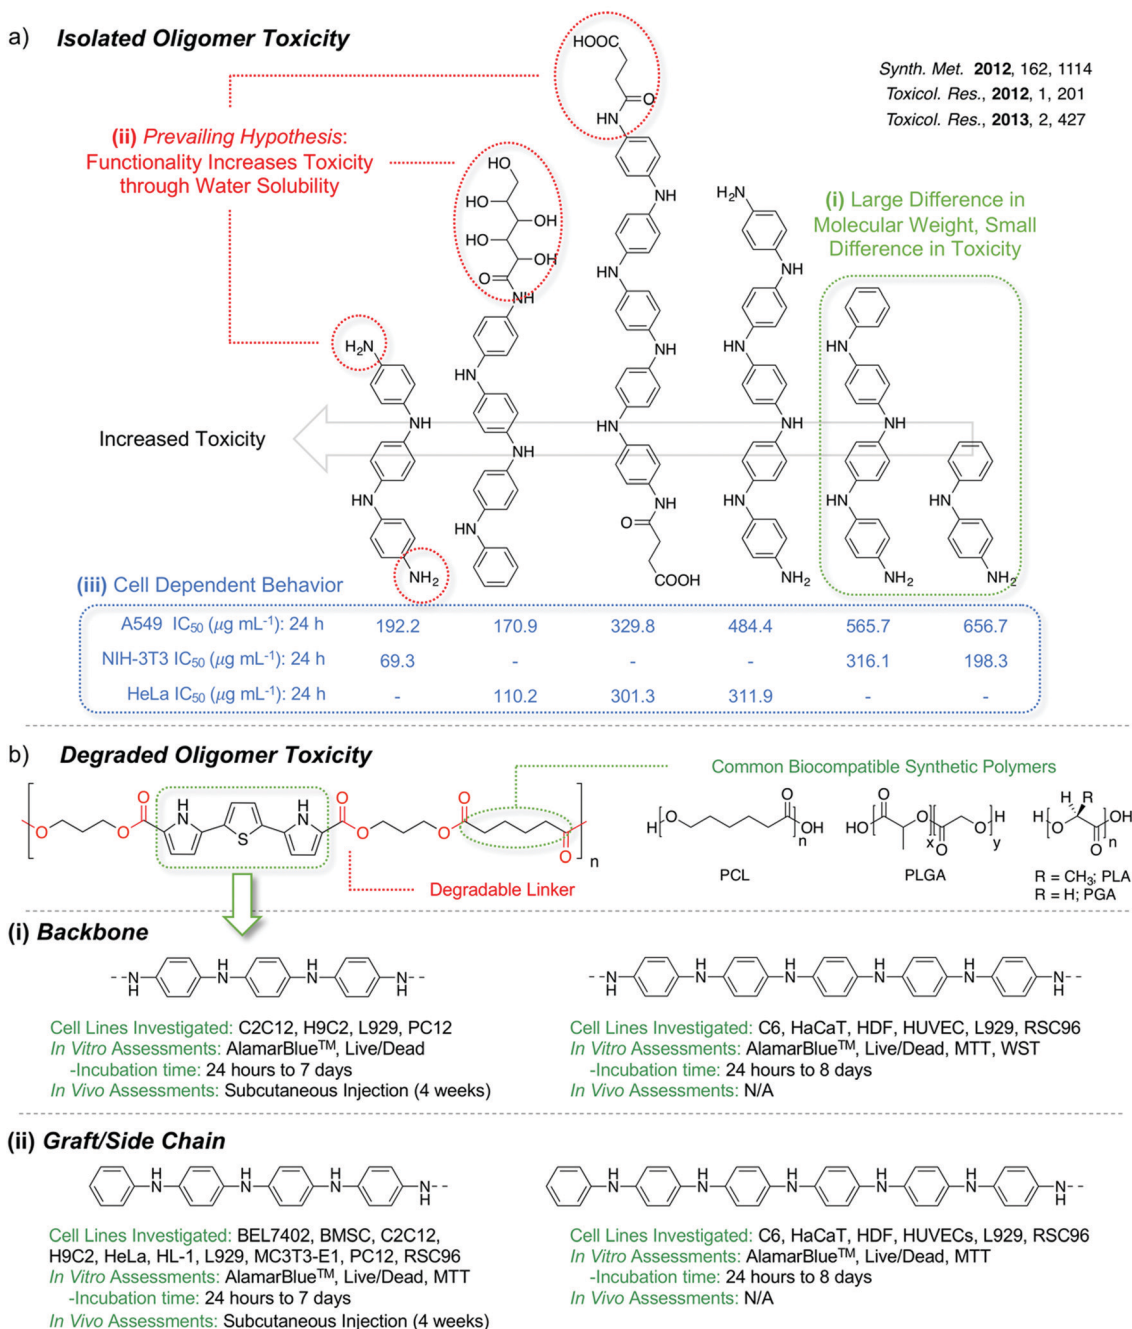 a) Isolated Oligomer Toxicity
Synth. Met. 2012, 162, 1114
Toxicol. Res., 2012, 1, 201
Toxicol. Res., 2013, 2, 427
(ii) Prevailing Hypothesis:
Functionality Increases Toxicity
through Water Solubility
(i) Large Difference in
Molecular Weight, Small
Difference in Toxicity
HOOC
O
NH
HO
OH
HO
OH
HO
OH
O
NH
H2N
H2N
NH
NH
NH
NH
NH
NH
NH
HN
HN
HN
HN
HN
HN
HN
HN
HN
HN
NH
O
COOH
NH2
NH2
NH2
NH2
Increased Toxicity
(iii) Cell Dependent Behavior
A549 IC50 (μg mL-1): 24 h 192.2 170.9 329.8 484.4 565.7 656.7
NIH-3T3 IC50 (μg mL-1): 24 h 69.3 - - - 316.1 198.3
HeLa IC50 (μg mL-1): 24 h - 110.2 301.3 311.9 - -
b) Degraded Oligomer Toxicity
Common Biocompatible Synthetic Polymers
O O O H N S H N O O O O O n
Degradable Linker
H O O OH n
PCL
HO O O x O O H y
PLGA
H O H R O OH n
R = CH3; PLA
R = H; PGA
(i) Backbone
N H H N H N N H
N H H N H N H N H N N H
Cell Lines Investigated: C2C12, H9C2, L929, PC12
In Vitro Assessments: AlamarBlue™, Live/Dead
-Incubation time: 24 hours to 7 days
In Vivo Assessments: Subcutaneous Injection (4 weeks)
Cell Lines Investigated: C6, HaCaT, HDF, HUVEC, L929, RSC96
In Vitro Assessments: AlamarBlue™, Live/Dead, MTT, WST
-Incubation time: 24 hours to 8 days
In Vivo Assessments: N/A
(ii) Graft/Side Chain
H N H N H N N H
H N H N H N H N H N N H
Cell Lines Investigated: BEL7402, BMSC, C2C12,
H9C2, HeLa, HL-1, L929, MC3T3-E1, PC12, RSC96
In Vitro Assessments: AlamarBlue™, Live/Dead, MTT
-Incubation time: 24 hours to 7 days
In Vivo Assessments: Subcutaneous Injection (4 weeks)
Cell Lines Investigated: C6, HaCaT, HDF, HUVECs, L929, RSC96
In Vitro Assessments: AlamarBlue™, Live/Dead, MTT
-Incubation time: 24 hours to 8 days
In Vivo Assessments: N/A